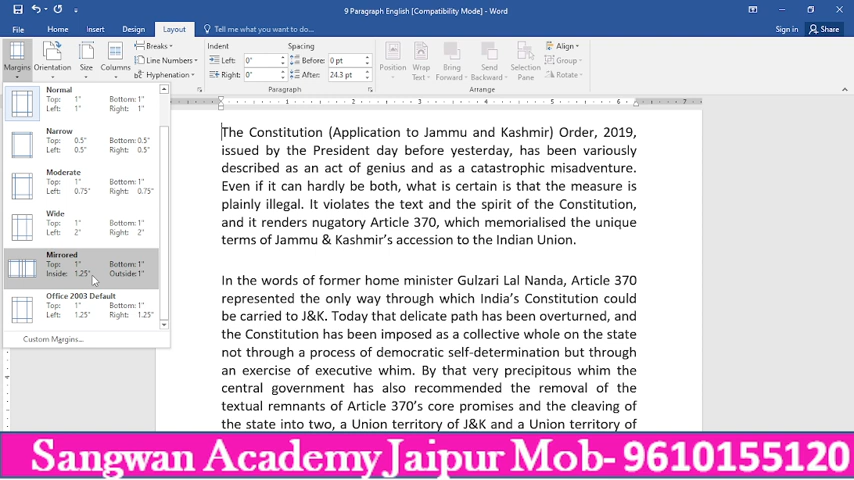 9 Paragraph English [Compatibility Mode] - Word
File Home Insert Design Layout Tell me what you want to do... Sign in Share
Margins Orientation Size Columns
Breaks
Line Numbers
Hyphenation
Indent Spacing
Left: 0" Before: 0 pt
Right: 0" After: 24.3 pt
Paragraph
Position Wrap Text Bring Forward Send Backward Selection Pane
Align
Group
Rotate
Arrange
Normal
Top: 1" Bottom: 1"
Left: 1" Right: 1"
Narrow
Top: 0.5" Bottom: 0.5"
Left: 0.5" Right: 0.5"
Moderate
Top: 1" Bottom: 1"
Left: 0.75" Right: 0.75"
Wide
Top: 1" Bottom: 1"
Left: 2" Right: 2"
Mirrored
Top: 1" Bottom: 1"
Inside: 1.25" Outside: 1"
Office 2003 Default
Top: 1" Bottom: 1"
Left: 1.25" Right: 1.25"
Custom Margins...
1 2 3 4 5 6 7
The Constitution (Application to Jammu and Kashmir) Order, 2019,
issued by the President day before yesterday, has been variously
described as an act of genius and as a catastrophic misadventure.
Even if it can hardly be both, what is certain is that the measure is
plainly illegal. It violates the text and the spirit of the Constitution,
and it renders nugatory Article 370, which memorialised the unique
terms of Jammu & Kashmir's accession to the Indian Union.
In the words of former home minister Gulzari Lal Nanda, Article 370
represented the only way through which India's Constitution could
be carried to J&K. Today that delicate path has been overturned, and
the Constitution has been imposed as a collective whole on the state
not through a process of democratic self-determination but through
an exercise of executive whim. By that very precipitous whim the
central government has also recommended the removal of the
textual remnants of Article 370's core promises and the cleaving of
the state into two, a Union territory of J&K and a Union territory of
Sangwan Academy Jaipur Mob- 9610155120